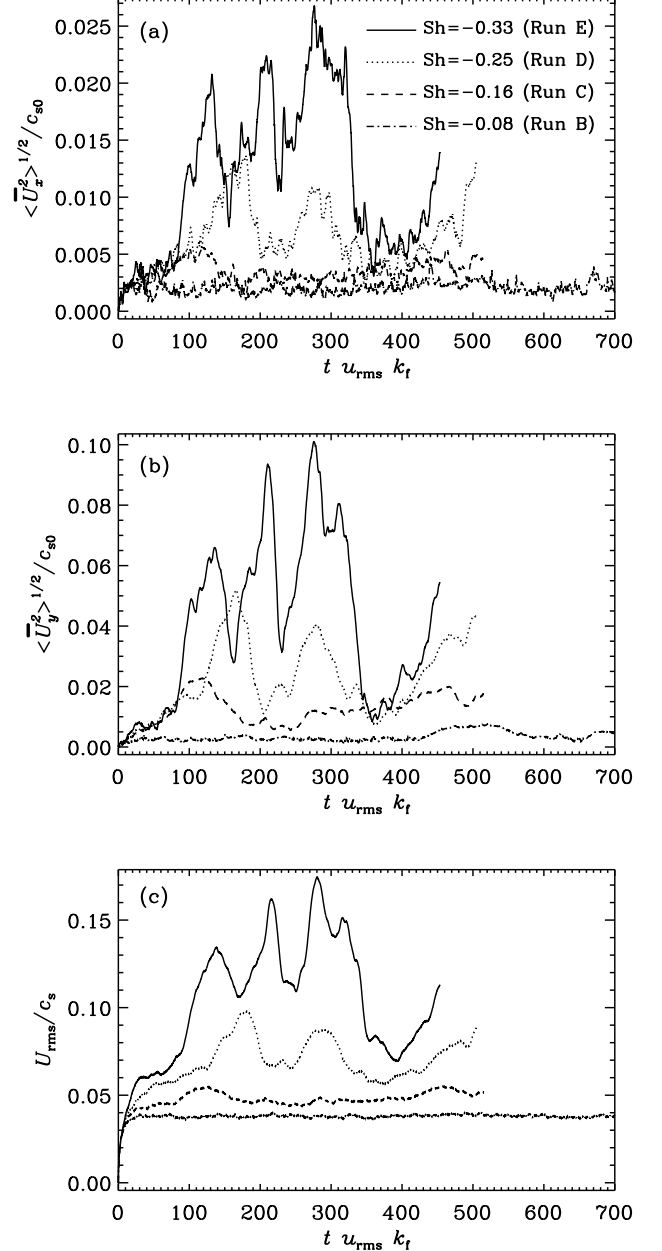 0.025
(a)
Sh=−0.33 (Run E)
Sh=−0.25 (Run D)
0.020
Sh=−0.16 (Run C)
Sh=−0.08 (Run B)
0.015
0.010
0.005
0.000
<U̅ₓ²>^1/2/c_s0
0 100 200 300 400 500 600 700
t u_rms k_f
0.10
(b)
0.08
0.06
0.04
0.02
0.00
<U̅_y²>^1/2/c_s0
0 100 200 300 400 500 600 700
t u_rms k_f
(c)
0.15
0.10
0.05
0.00
U_rms/c_s
0 100 200 300 400 500 600 700
t u_rms k_f